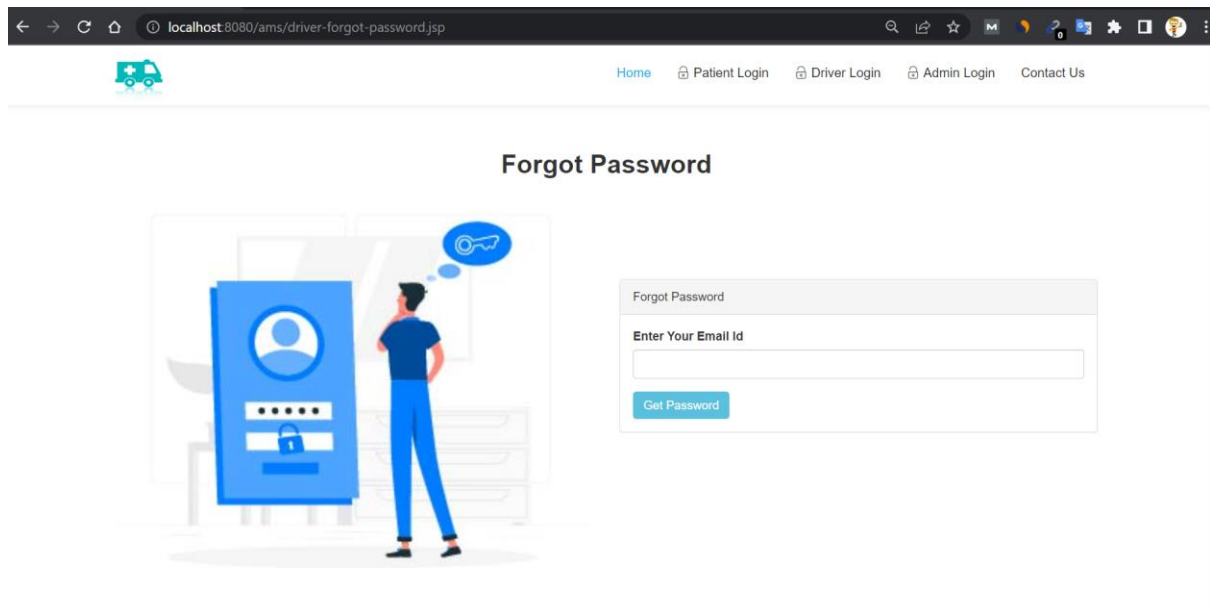 localhost:8080/ams/driver-forgot-password.jsp
M
0
Home Patient Login Driver Login Admin Login Contact Us
Forgot Password
Forgot Password
Enter Your Email Id
Get Password